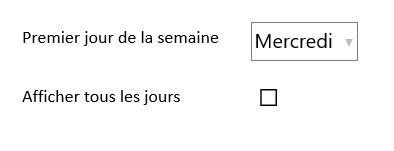 Premier jour de la semaine Mercredi
Afficher tous les jours